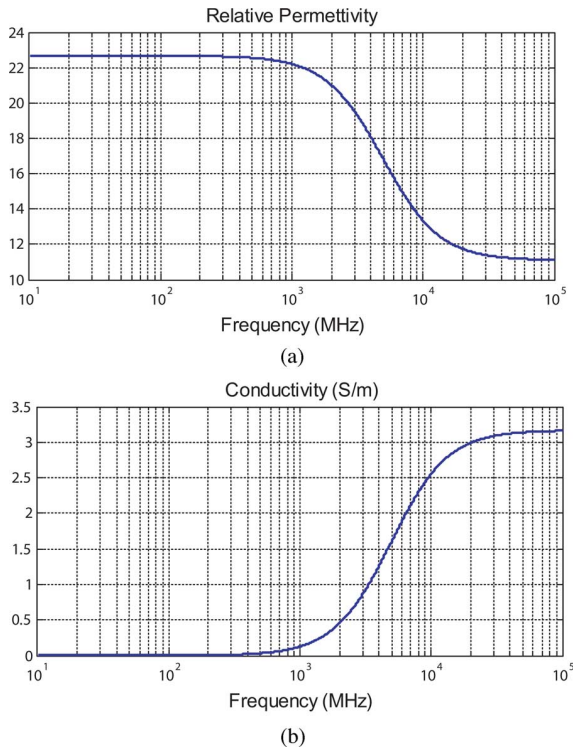 Relative Permettivity
24
22
20
18
16
14
12
10
10^1 10^2 10^3 10^4 10^5
Frequency (MHz)
(a)
Conductivity (S/m)
3.5
3
2.5
2
1.5
1
0.5
0
10^1 10^2 10^3 10^4 10^5
Frequency (MHz)
(b)